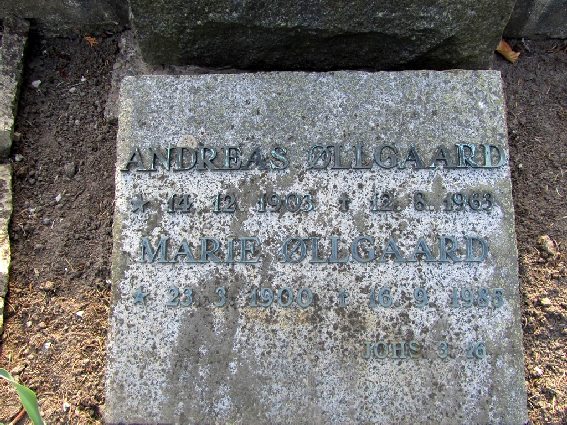 ANDREAS ØLLGAARD
* 14.12.1903 † 12.8.1963
MARIE ØLLGAARD
* 23.3.1900 † 16.9.1985
JOHS. 3.16